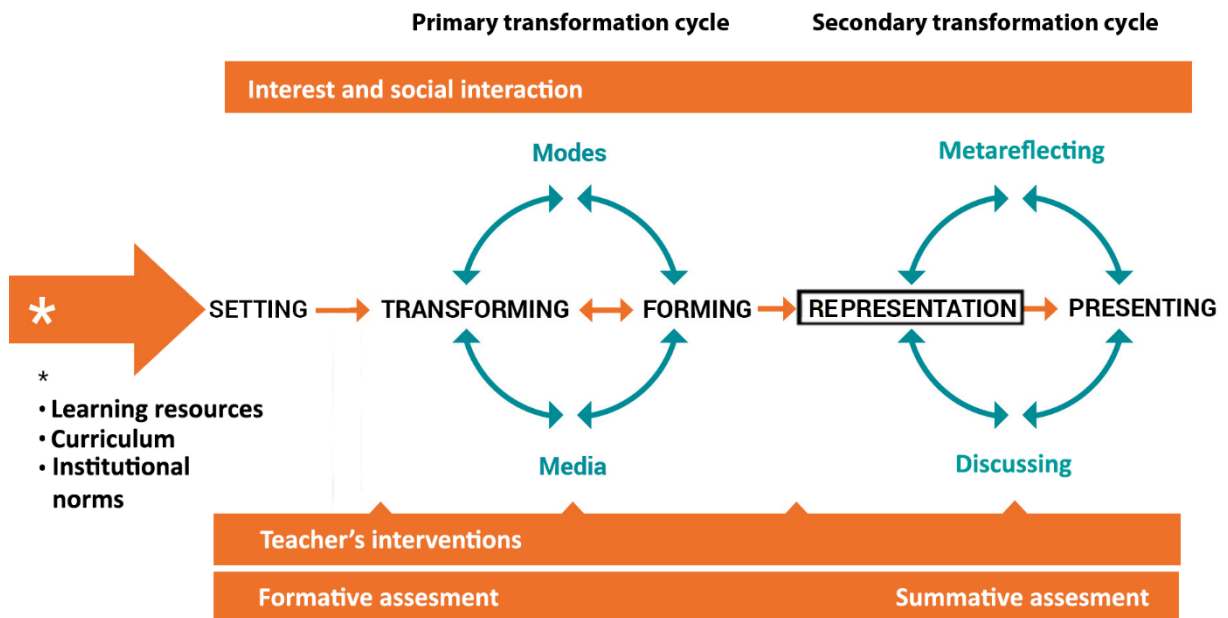 Primary transformation cycle
Secondary transformation cycle
Interest and social interaction
Modes
Metareflecting
*
SETTING
TRANSFORMING
FORMING
REPRESENTATION
PRESENTING
*
• Learning resources
• Curriculum
• Institutional
norms
Media
Discussing
Teacher's interventions
Formative assesment
Summative assesment